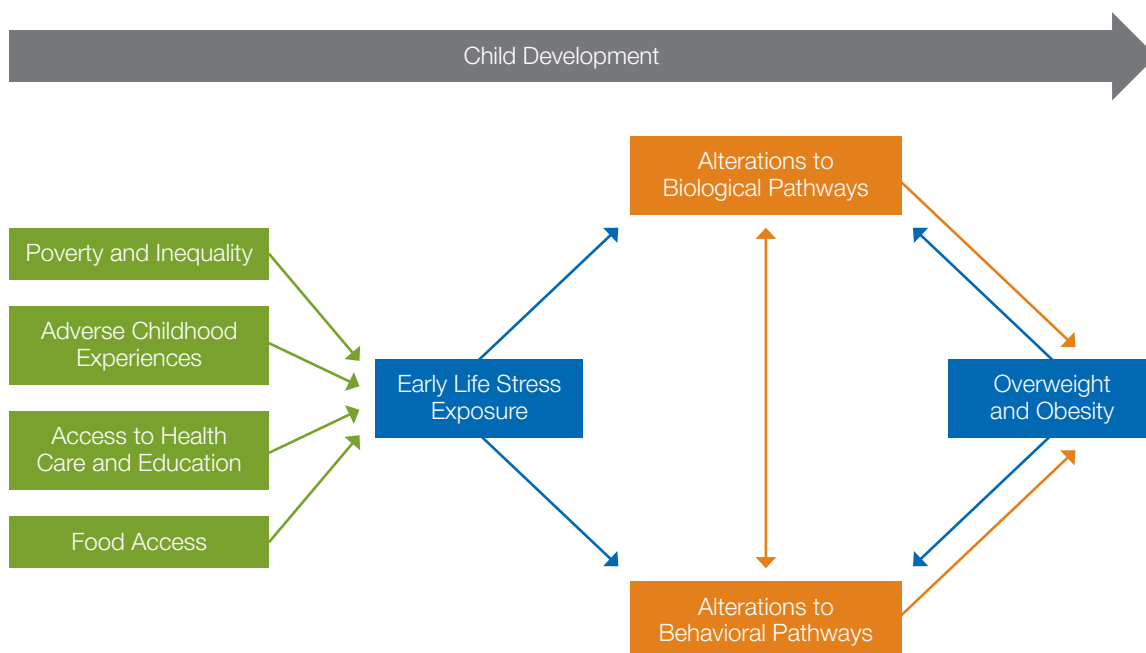 Child Development
Alterations to
Biological Pathways
Poverty and Inequality
Adverse Childhood
Experiences
Early Life Stress
Exposure
Overweight
and Obesity
Access to Health
Care and Education
Food Access
Alterations to
Behavioral Pathways